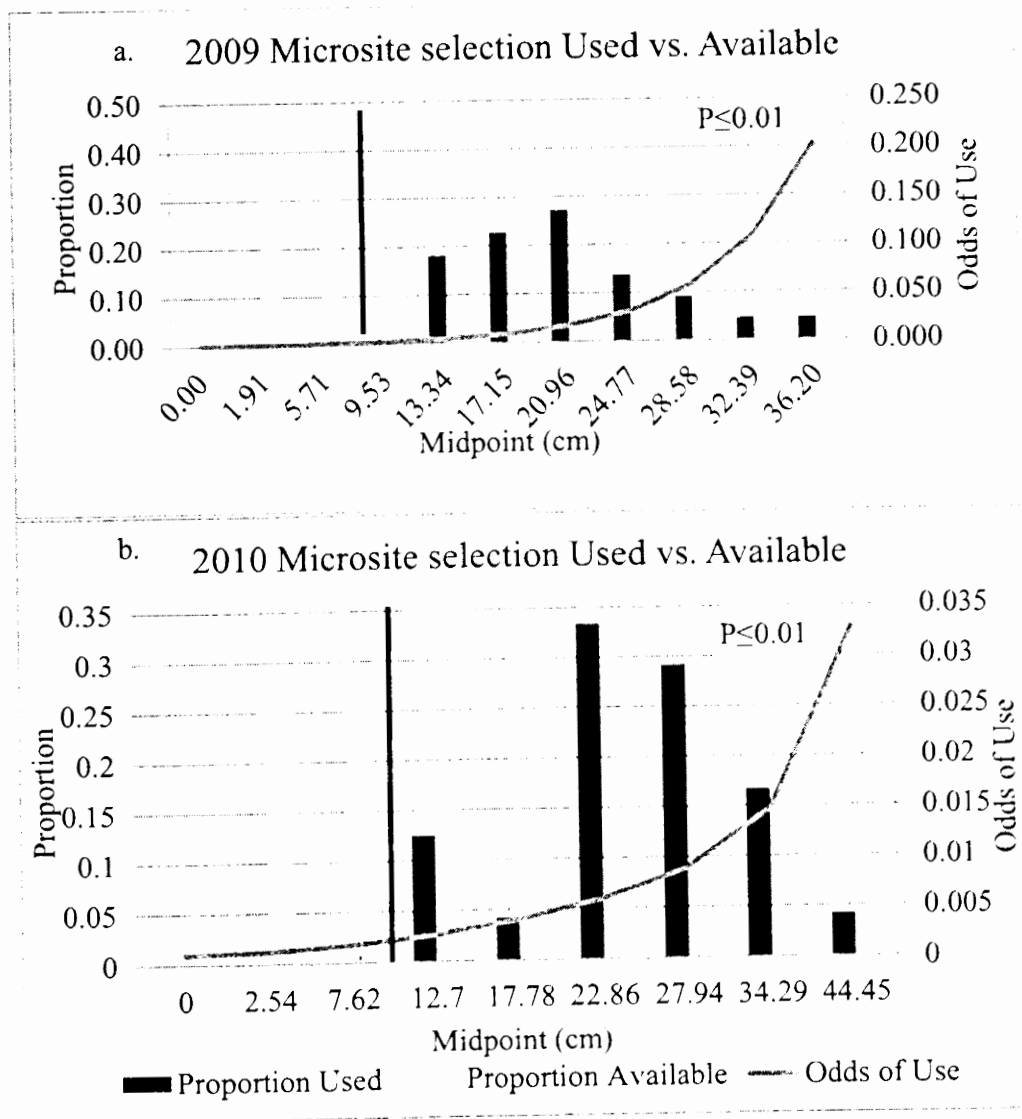 a. 2009 Microsite selection Used vs. Available
P≤0.01
Proportion
0.50
0.40
0.30
0.20
0.10
0.00
0.250
0.200
0.150
0.100
0.050
0.000
Odds of Use
0.00 1.91 5.71 9.53 13.34 17.15 20.96 24.77 28.58 32.39 36.20
Midpoint (cm)
b. 2010 Microsite selection Used vs. Available
P≤0.01
Proportion
0.35
0.3
0.25
0.2
0.15
0.1
0.05
0
0.035
0.03
0.025
0.02
0.015
0.01
0.005
0
Odds of Use
0 2.54 7.62 12.7 17.78 22.86 27.94 34.29 44.45
Midpoint (cm)
Proportion Used Proportion Available Odds of Use